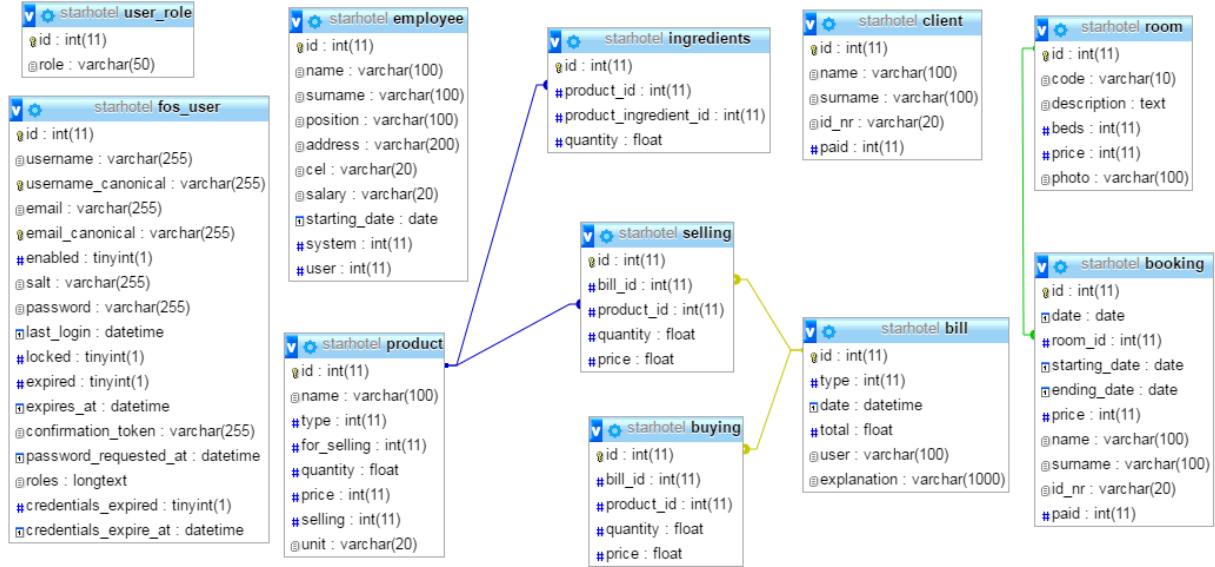 v starhotel user_role
id : int(11)
role : varchar(50)
v starhotel fos_user
id : int(11)
username : varchar(255)
username_canonical : varchar(255)
email : varchar(255)
email_canonical : varchar(255)
#enabled : tinyint(1)
salt : varchar(255)
password : varchar(255)
last_login : datetime
#locked : tinyint(1)
#expired : tinyint(1)
expires_at : datetime
confirmation_token : varchar(255)
password_requested_at : datetime
roles : longtext
#credentials_expired : tinyint(1)
credentials_expire_at : datetime
v starhotel employee
id : int(11)
name : varchar(100)
surname : varchar(100)
position : varchar(100)
address : varchar(200)
cel : varchar(20)
salary : varchar(20)
starting_date : date
#system : int(11)
#user : int(11)
v starhotel product
id : int(11)
name : varchar(100)
#type : int(11)
#for_selling : int(11)
#quantity : float
#price : int(11)
#selling : int(11)
unit : varchar(20)
v starhotel ingredients
id : int(11)
#product_id : int(11)
#product_ingredient_id : int(11)
#quantity : float
v starhotel selling
id : int(11)
#bill_id : int(11)
#product_id : int(11)
#quantity : float
#price : float
v starhotel buying
id : int(11)
#bill_id : int(11)
#product_id : int(11)
#quantity : float
#price : float
v starhotel client
id : int(11)
name : varchar(100)
surname : varchar(100)
id_nr : varchar(20)
#paid : int(11)
v starhotel bill
id : int(11)
#type : int(11)
date : datetime
#total : float
user : varchar(100)
explanation : varchar(1000)
v starhotel room
id : int(11)
code : varchar(10)
description : text
#beds : int(11)
#price : int(11)
photo : varchar(100)
v starhotel booking
id : int(11)
date : date
#room_id : int(11)
starting_date : date
ending_date : date
#price : int(11)
name : varchar(100)
surname : varchar(100)
id_nr : varchar(20)
#paid : int(11)